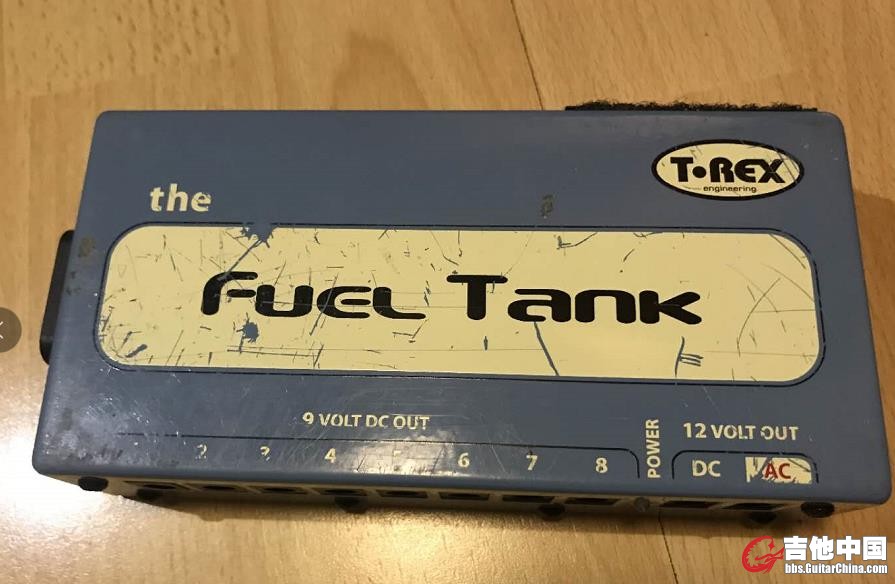 T•REX
engineering
the
Fuel Tank
9 VOLT DC OUT
2 3 4 5 6 7 8
POWER
12 VOLT OUT
DC AC
吉他中国
bbs.GuitarChina.com